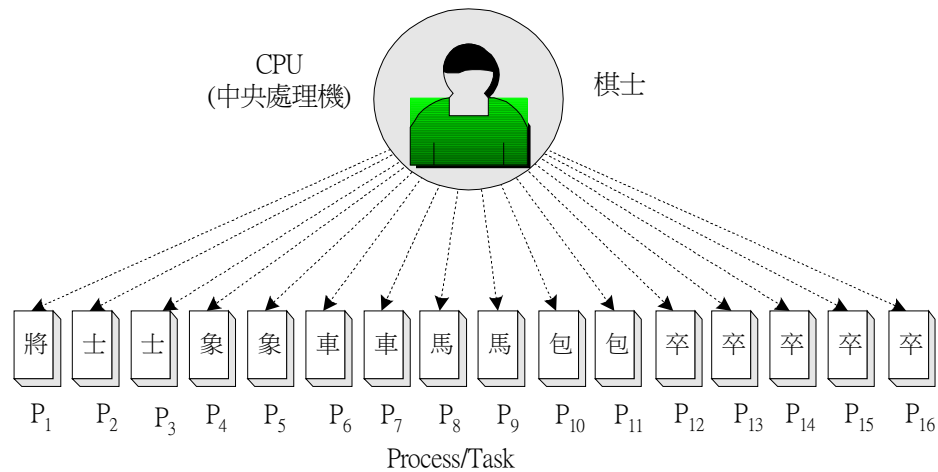 CPU
(中央處理機)
棋士
將 士 士 象 象 車 車 馬 馬 包 包 卒 卒 卒 卒 卒
P₁ P₂ P₃ P₄ P₅ P₆ P₇ P₈ P₉ P₁₀ P₁₁ P₁₂ P₁₃ P₁₄ P₁₅ P₁₆
Process/Task